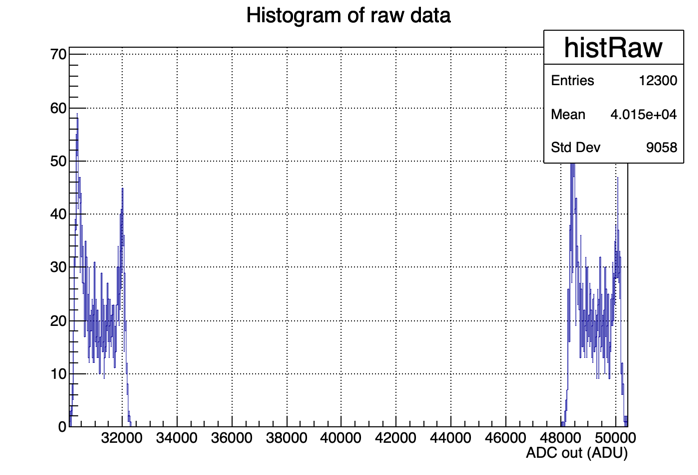 Histogram of raw data
histRaw
Entries 12300
Mean 4.015e+04
Std Dev 9058
70
60
50
40
30
20
10
0
32000 34000 36000 38000 40000 42000 44000 46000 48000 50000
ADC out (ADU)